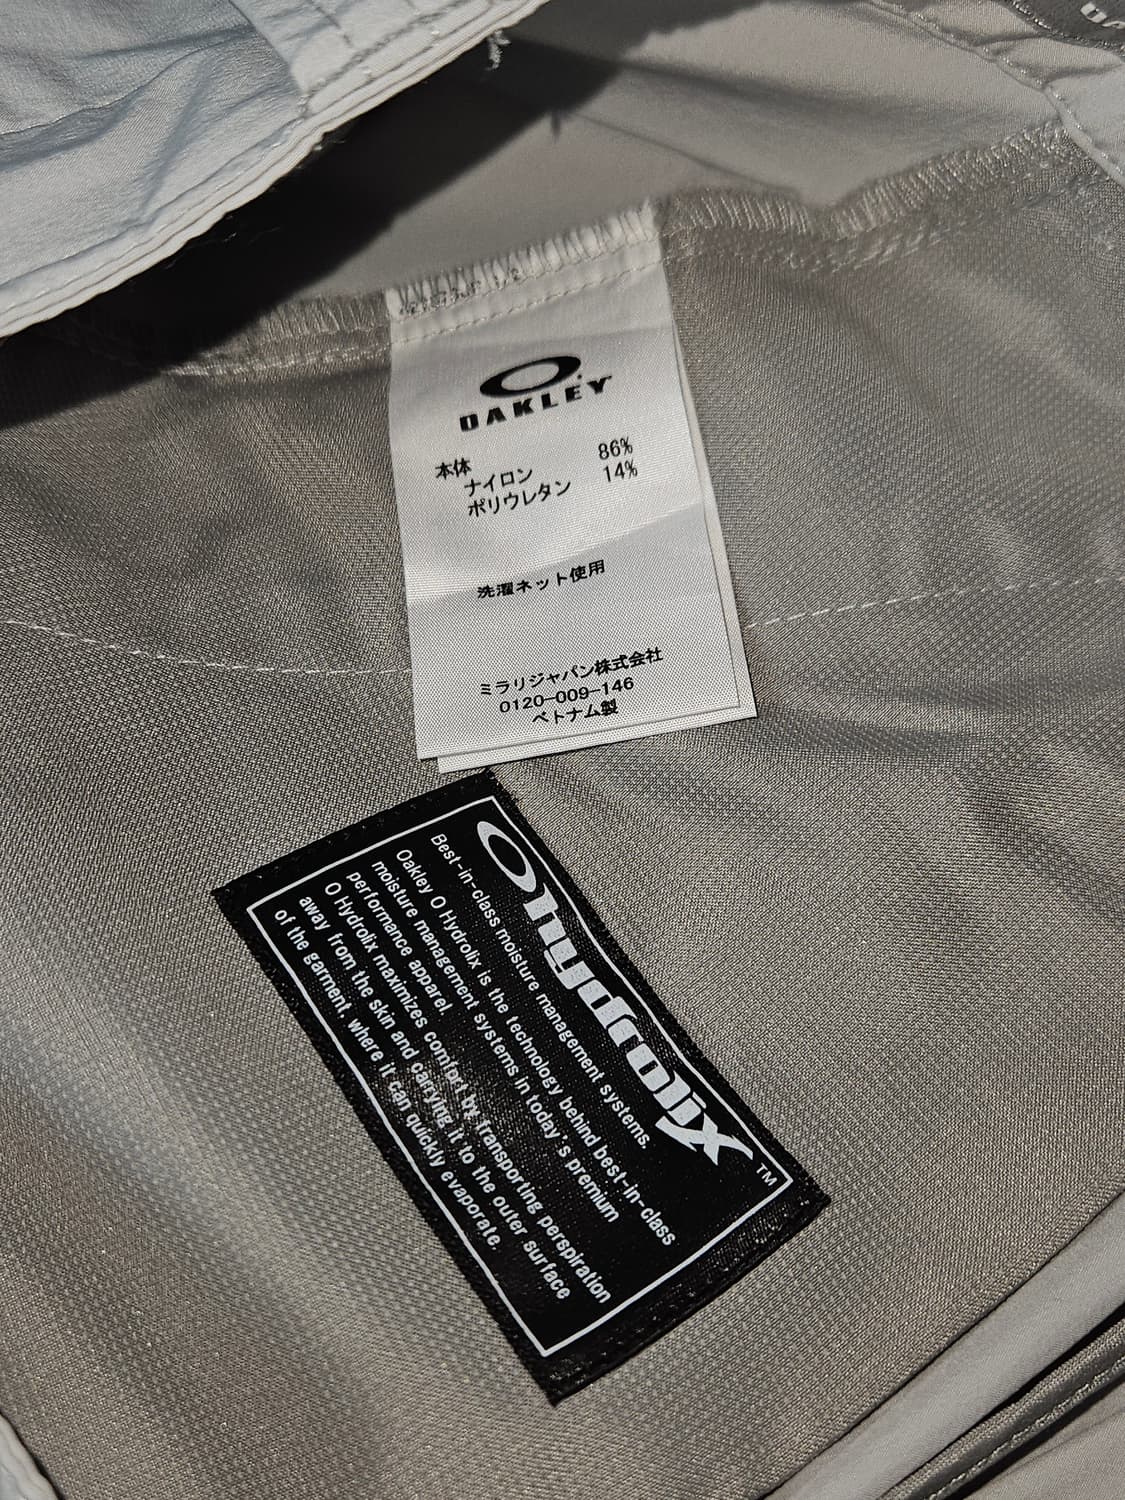 OAKLEY
本体
ナイロン 86%
ポリウレタン 14%
洗濯ネット使用
ミラリジャパン株式会社
0120-009-146
ベトナム製
O hydrolix ™
Best-in-class moisture management systems.
Oakley O Hydrolix is the technology behind best-in-class
moisture management systems in today's premium
performance apparel.
O Hydrolix maximizes comfort by transporting perspiration
away from the skin and carrying it to the outer surface
of the garment, where it can quickly evaporate.